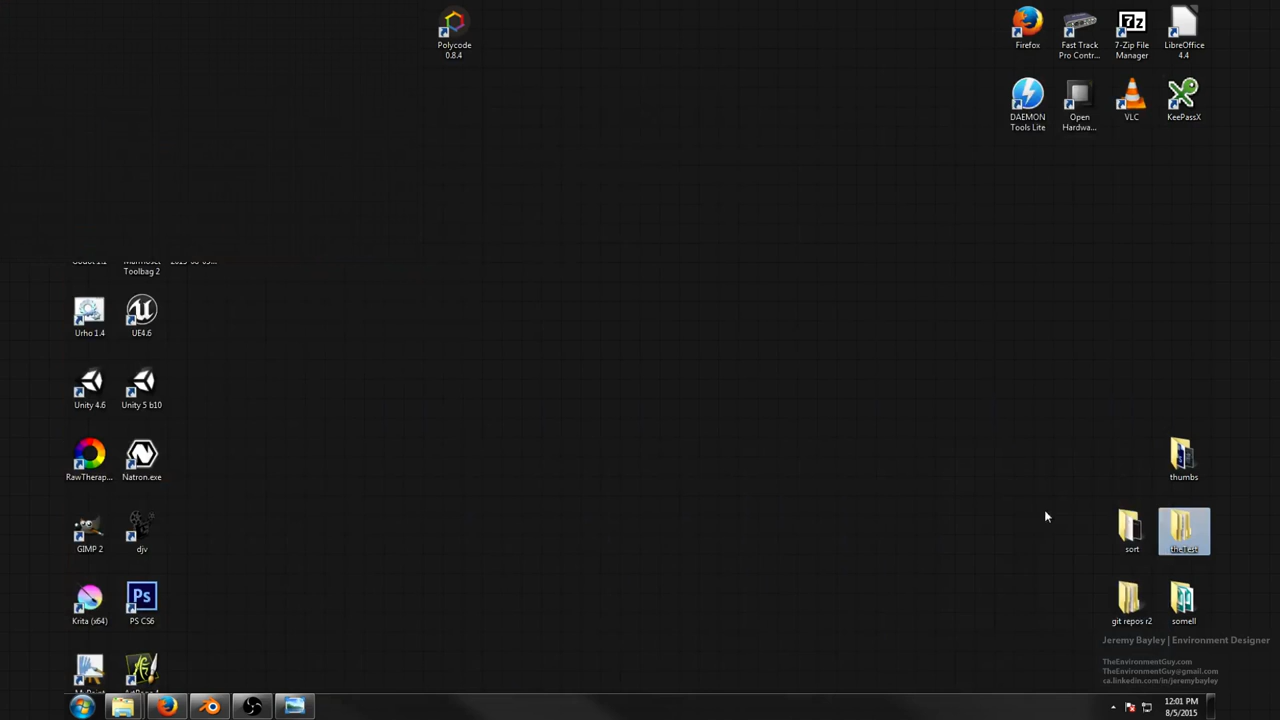 Polycode
0.8.4
Firefox
Fast Track
Pro Contr...
7-Zip File
Manager
LibreOffice
4.4
DAEMON
Tools Lite
Open
Hardwa...
VLC
KeePassX
Toolbag 2
Urho 1.4
UE4.6
Unity 4.6
Unity 5 b10
RawTherap...
Natron.exe
thumbs
GIMP 2
djv
sort
theTest
Krita (x64)
PS CS6
Ps
git repos r2
somell
Jeremy Bayley | Environment Designer
TheEnvironmentGuy.com
TheEnvironmentGuy@gmail.com
ca.linkedin.com/in/jeremybayley
12:01 PM
8/5/2015